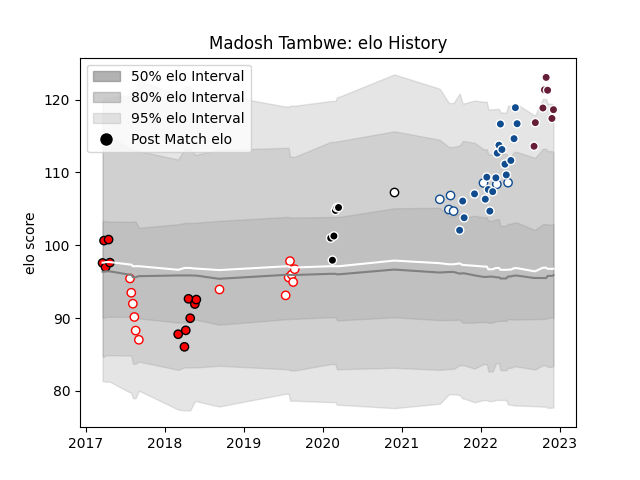 Madosh Tambwe: elo History
50% elo Interval
80% elo Interval
95% elo Interval
Post Match elo
elo score
120
110
100
90
80
2017
2018
2019
2020
2021
2022
2023